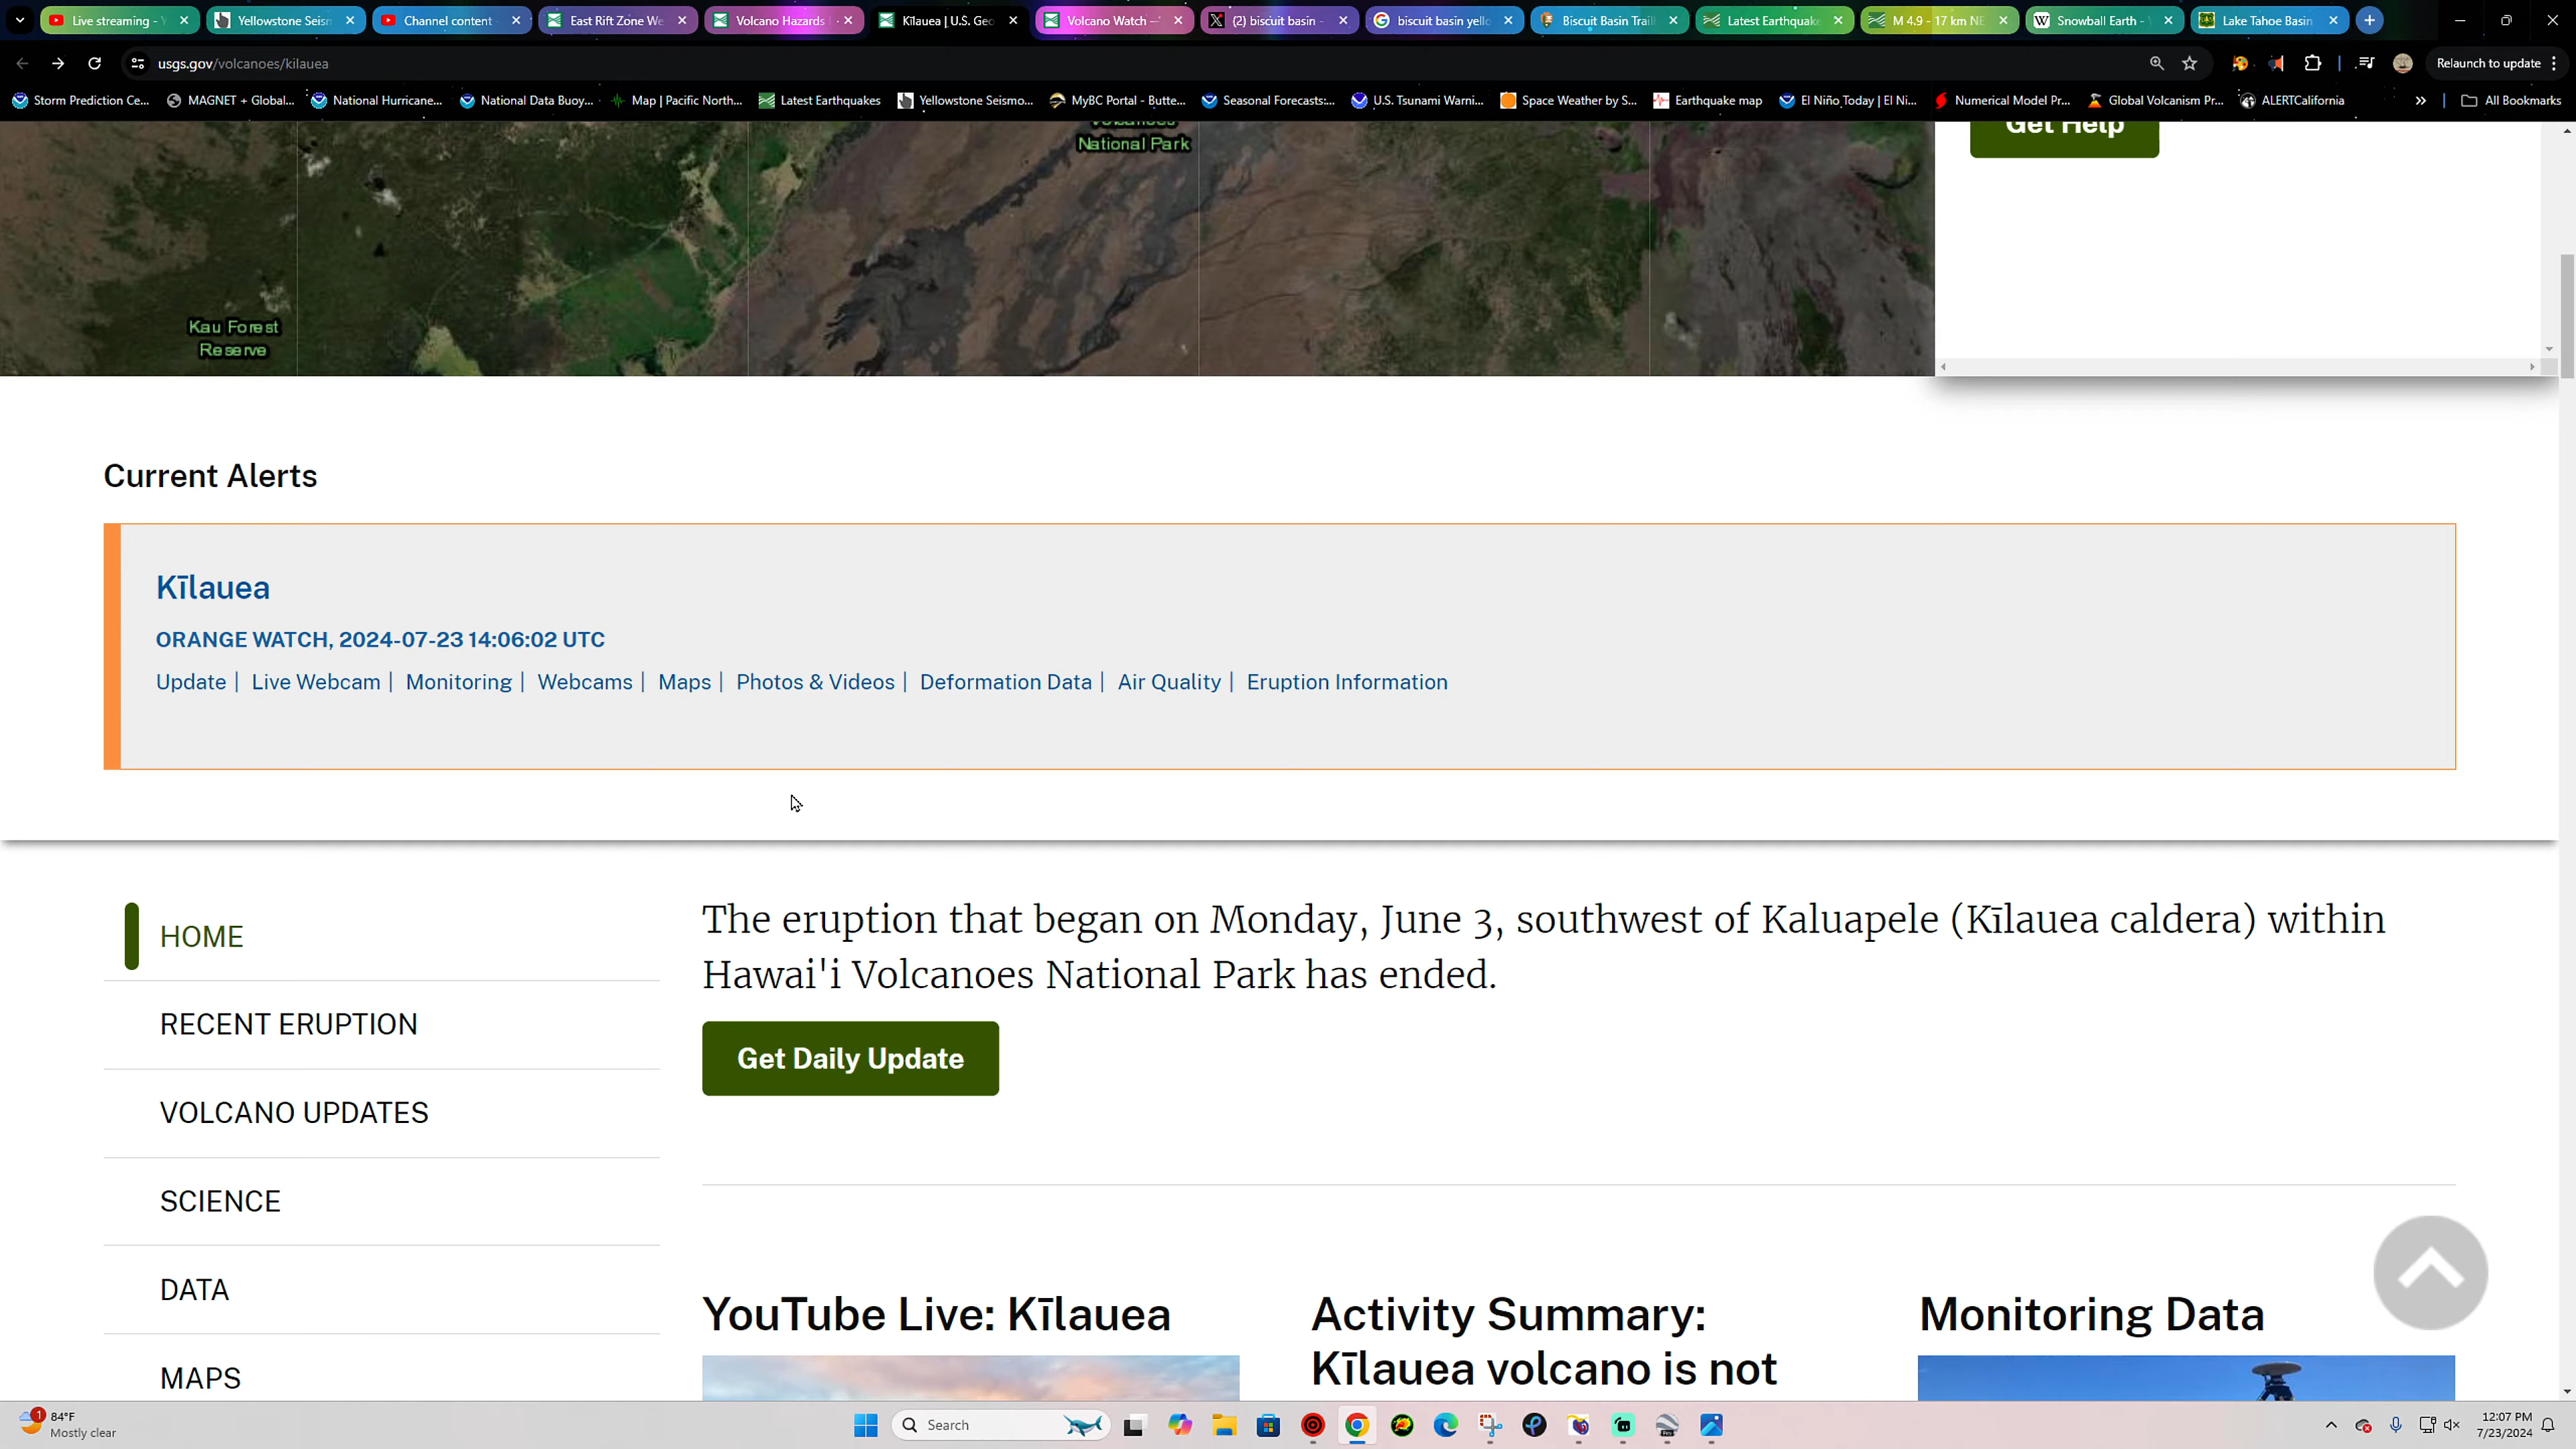 Live streaming - Y
Yellowstone Seism
Channel content
East Rift Zone We
Volcano Hazards
Kīlauea | U.S. Geo
Volcano Watch —
(2) biscuit basin -
biscuit basin yello
Biscuit Basin Trail
Latest Earthquake
M 4.9 - 17 km NE
Snowball Earth -
Lake Tahoe Basin
usgs.gov/volcanoes/kilauea
Relaunch to update
Storm Prediction Ce...
MAGNET + Global...
National Hurricane...
National Data Buoy...
Map | Pacific North...
Latest Earthquakes
Yellowstone Seismo...
MyBC Portal - Butte...
Seasonal Forecasts:...
U.S. Tsunami Warni...
Space Weather by S...
Earthquake map
El Niño Today | El Ni...
Numerical Model Pr...
Global Volcanism Pr...
ALERTCalifornia
All Bookmarks
Volcanoes
National Park
Get Help
Kau Forest
Reserve
Current Alerts
Kīlauea
ORANGE WATCH, 2024-07-23 14:06:02 UTC
Update | Live Webcam | Monitoring | Webcams | Maps | Photos & Videos | Deformation Data | Air Quality | Eruption Information
HOME
RECENT ERUPTION
VOLCANO UPDATES
SCIENCE
DATA
MAPS
The eruption that began on Monday, June 3, southwest of Kaluapele (Kīlauea caldera) within
Hawai'i Volcanoes National Park has ended.
Get Daily Update
YouTube Live: Kīlauea
Activity Summary:
Kīlauea volcano is not
Monitoring Data
1
84°F
Mostly clear
Search
12:07 PM
7/23/2024